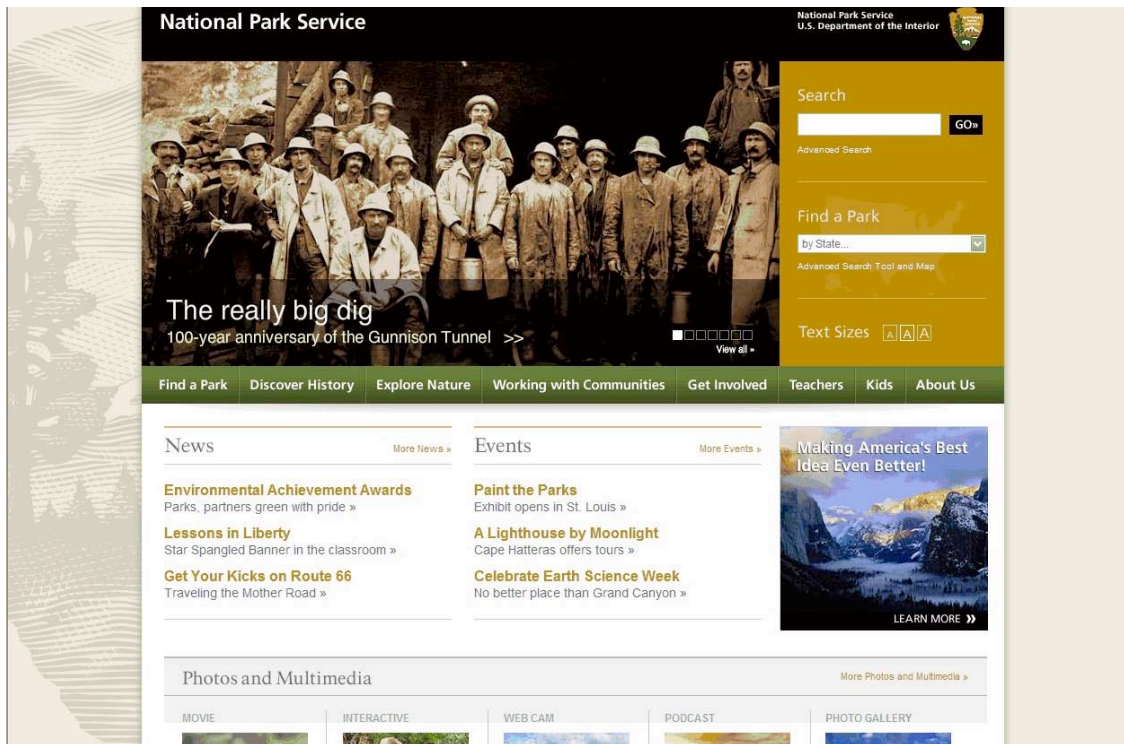 National Park Service
National Park Service
U.S. Department of the Interior
Search
GO»
Advanced Search
Find a Park
by State...
Advanced Search Tool and Map
Text Sizes A A A
The really big dig
100-year anniversary of the Gunnison Tunnel >>
View all »
Find a Park Discover History Explore Nature Working with Communities Get Involved Teachers Kids About Us
News More News »
Environmental Achievement Awards
Parks, partners green with pride »
Lessons in Liberty
Star Spangled Banner in the classroom »
Get Your Kicks on Route 66
Traveling the Mother Road »
Events More Events »
Paint the Parks
Exhibit opens in St. Louis »
A Lighthouse by Moonlight
Cape Hatteras offers tours »
Celebrate Earth Science Week
No better place than Grand Canyon »
Making America's Best
Idea Even Better!
LEARN MORE »
Photos and Multimedia More Photos and Multimedia »
MOVIE INTERACTIVE WEB CAM PODCAST PHOTO GALLERY